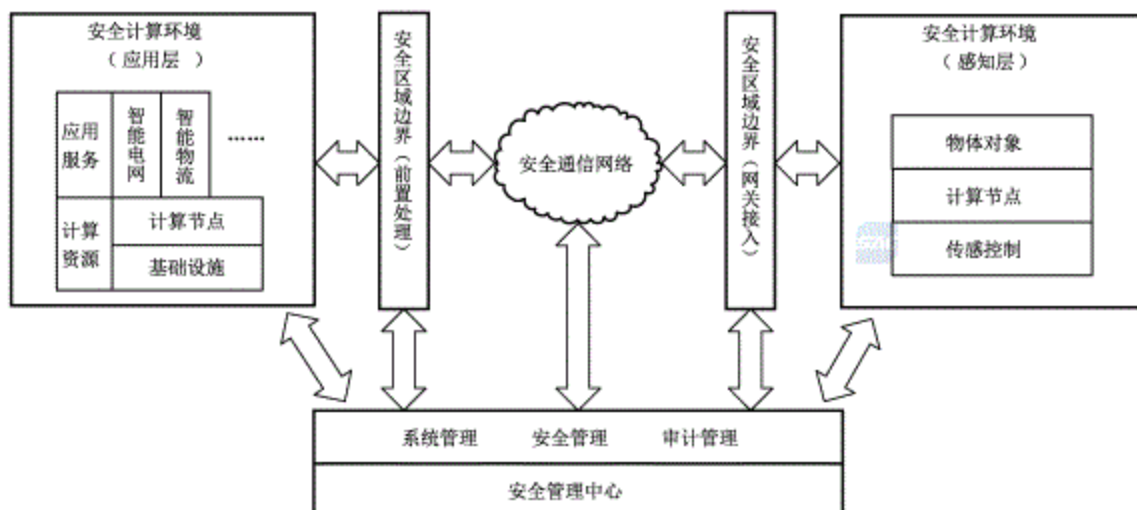 安全计算环境
（应用层 ）
应用
服务
智能电网
智能物流
……
计算
资源
计算节点
基础设施
安全区域边界（前置处理）
安全通信网络
安全区域边界（网关接入）
安全计算环境
（感知层）
物体对象
计算节点
传感控制
系统管理 安全管理 审计管理
安全管理中心